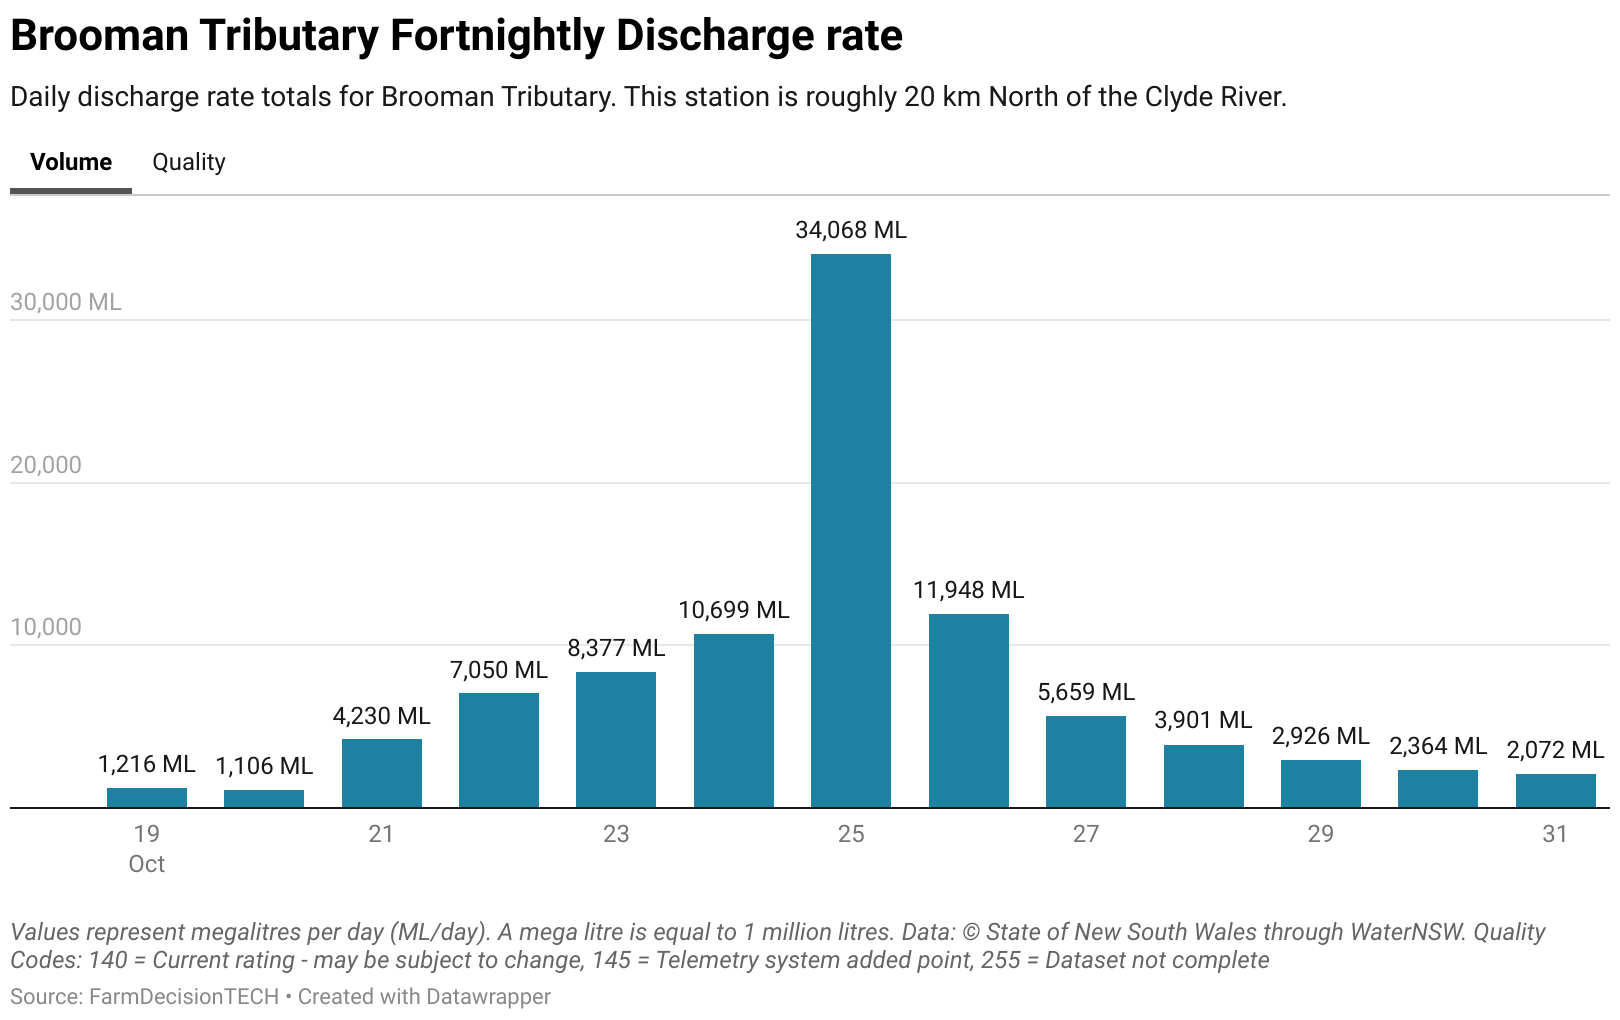 Brooman Tributary Fortnightly Discharge rate
Daily discharge rate totals for Brooman Tributary. This station is roughly 20 km North of the Clyde River.
Volume Quality
34,068 ML
30,000 ML
20,000
11,948 ML
10,699 ML
10,000
8,377 ML
7,050 ML
5,659 ML
4,230 ML
3,901 ML
2,926 ML
2,364 ML
2,072 ML
1,216 ML
1,106 ML
19 21 23 25 27 29 31
Oct
Values represent megalitres per day (ML/day). A mega litre is equal to 1 million litres. Data: © State of New South Wales through WaterNSW. Quality
Codes: 140 = Current rating - may be subject to change, 145 = Telemetry system added point, 255 = Dataset not complete
Source: FarmDecisionTECH • Created with Datawrapper